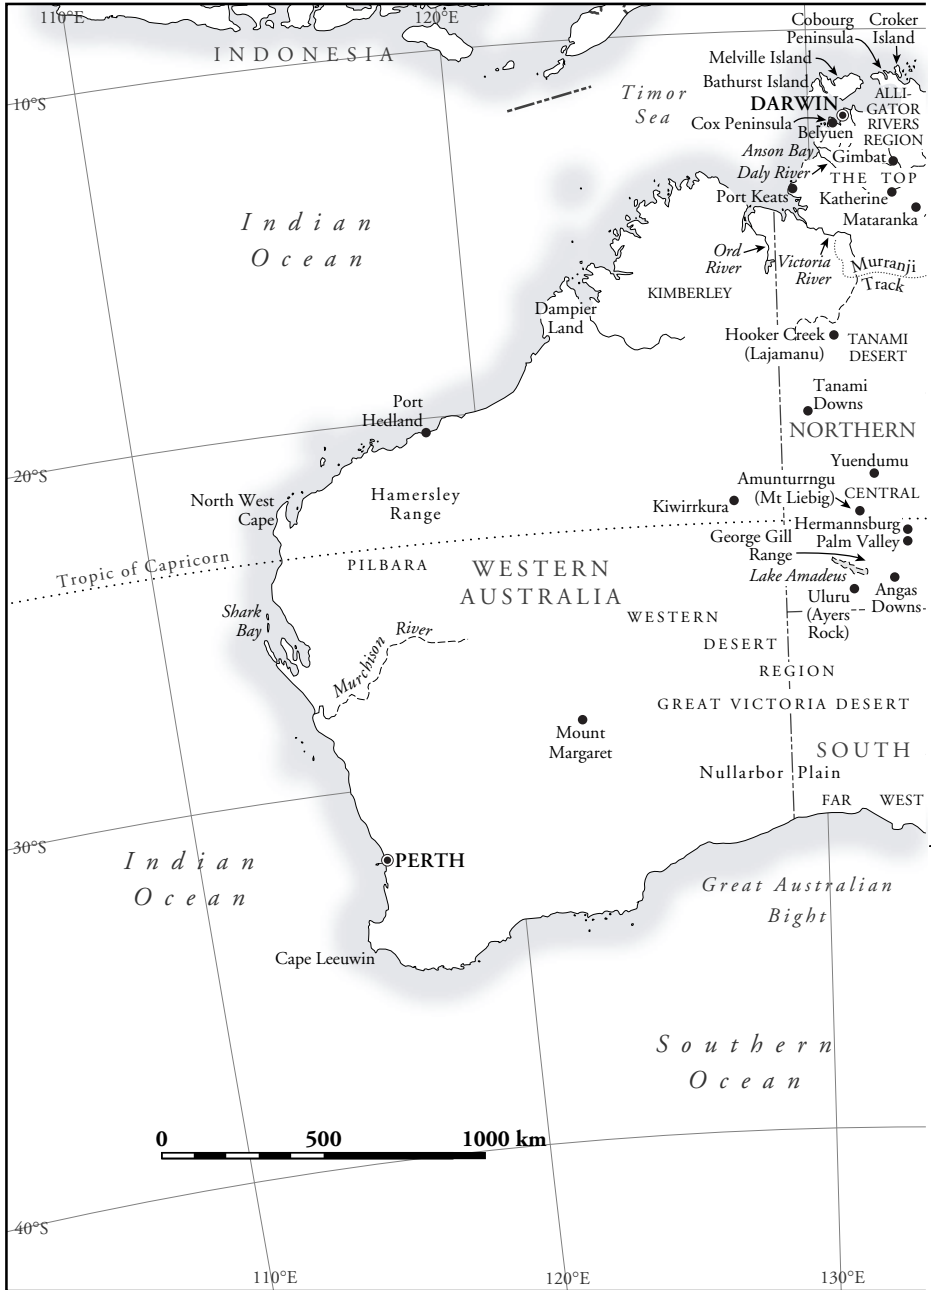 110°E
120°E
Cobourg
Peninsula
Croker
Island
INDONESIA
Melville Island
Bathurst Island
Timor
Sea
ALLI-
GATOR
RIVERS
REGION
10°S
DARWIN
Cox Peninsula
Belyuen
Anson Bay
Gimbat
Daly River
THE TOP
Port Keats
Katherine
Mataranka
Indian
Ocean
Ord
River
Victoria
River
Murranji
Track
KIMBERLEY
Dampier
Land
Hooker Creek
(Lajamanu)
TANAMI
DESERT
Tanami
Downs
Port
Hedland
NORTHERN
Yuendumu
20°S
North West
Cape
Hamersley
Range
Amunturrngu
(Mt Liebig)
CENTRAL
Kiwirrkura
Hermannsburg
Palm Valley
George Gill
Range
Tropic of Capricorn
PILBARA
WESTERN
AUSTRALIA
Lake Amadeus
Uluru
(Ayers
Rock)
Angas
Downs
Shark
Bay
WESTERN
DESERT
REGION
Murchison River
GREAT VICTORIA DESERT
Mount
Margaret
SOUTH
Nullarbor Plain
FAR WEST
30°S
PERTH
Indian
Ocean
Great Australian
Bight
Cape Leeuwin
Southern
Ocean
0 500 1000 km
40°S
110°E
120°E
130°E